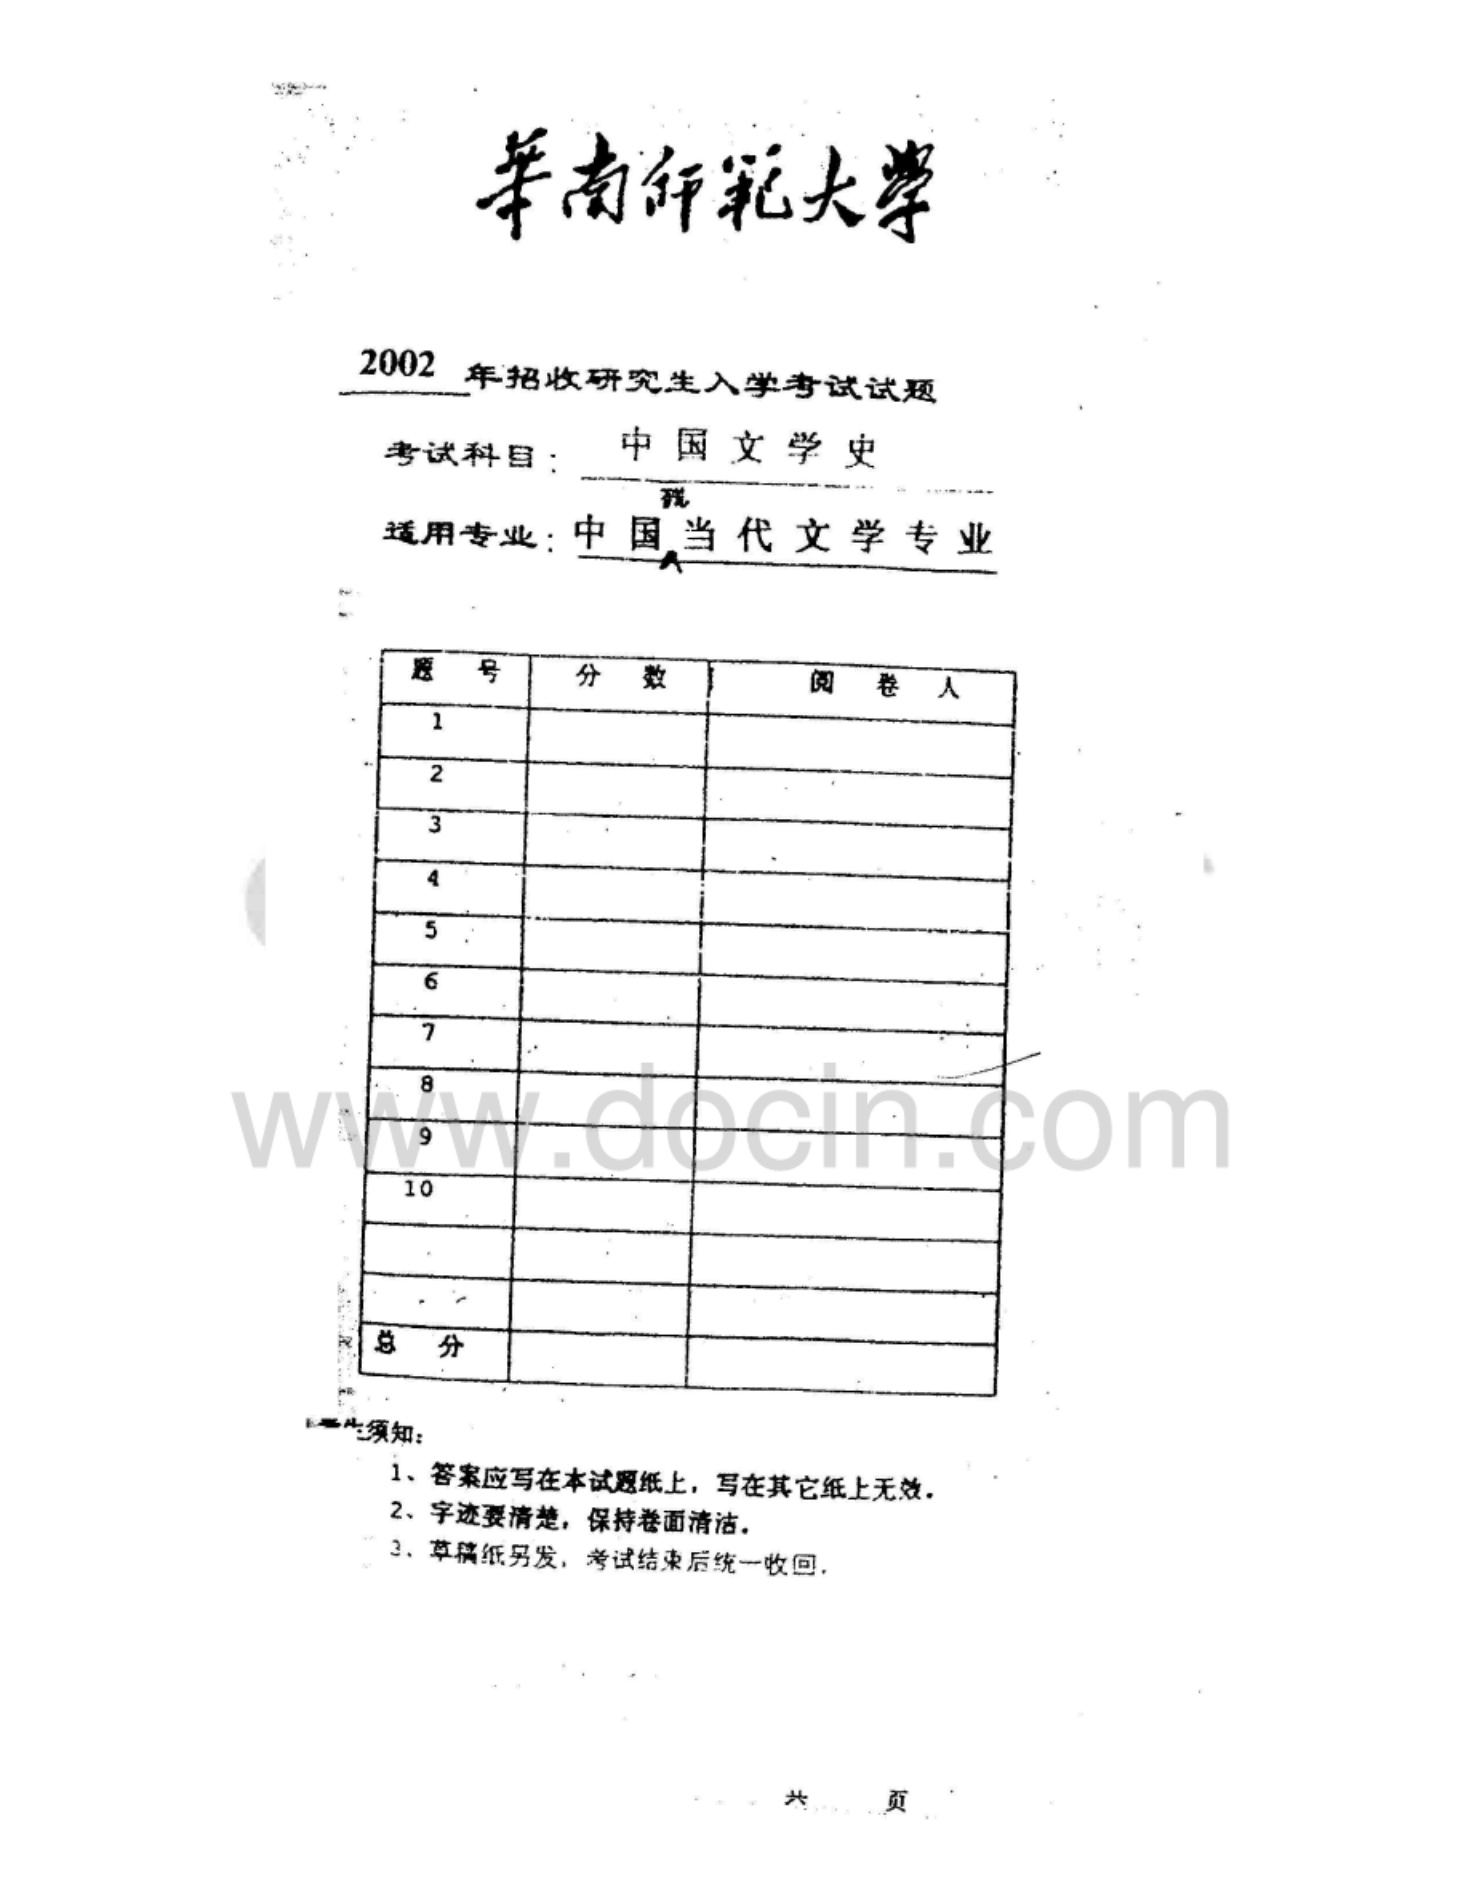 華南师範大學
2002 年招收研究生入学考试试题
考试科目： 中国文学史
现
适用专业：中国当代文学专业
题 号 分 数 阅 卷 人
1
2
3
4
5
6
7
8
9
10
总 分
考生须知：
1、答案应写在本试题纸上，写在其它纸上无效．
2、字迹要清楚，保持卷面清洁．
3、草稿纸另发，考试结束后统一收回．
共 页
www.docin.com